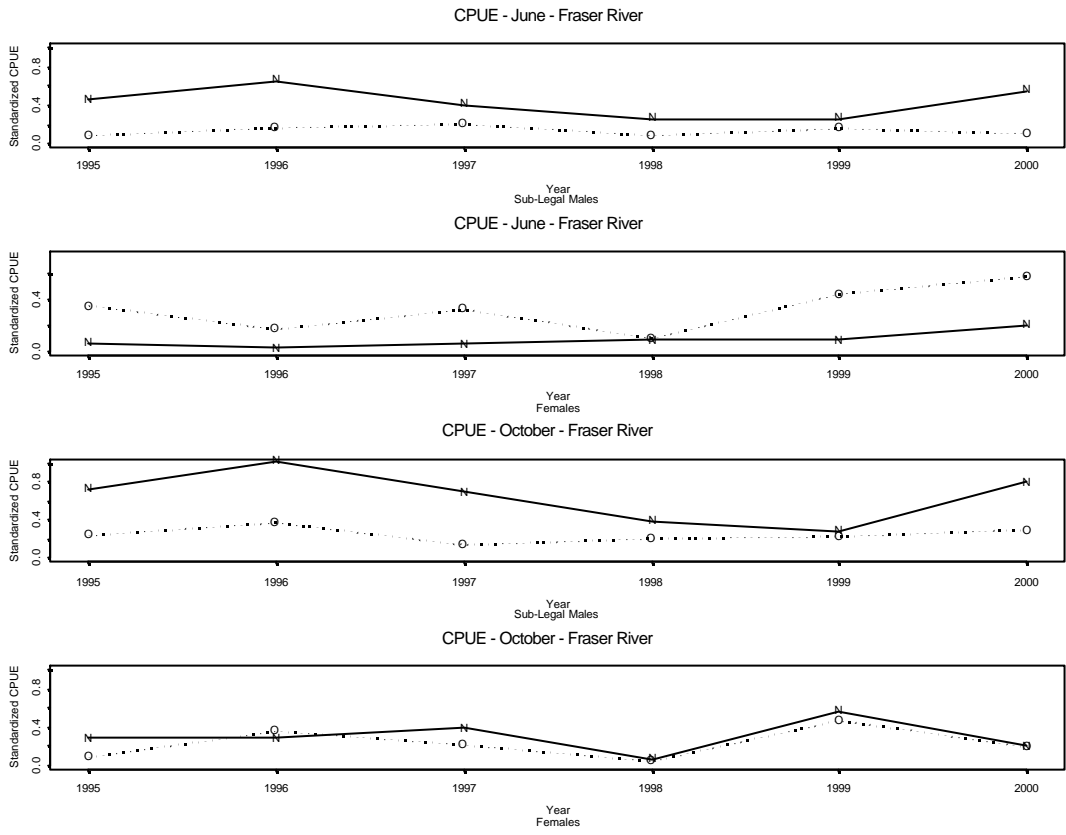 CPUE - June - Fraser River
Standardized CPUE
0.8
0.4
0.0
N N N N N N
O O O O O O
1995 1996 1997 1998 1999 2000
Year
Sub-Legal Males
CPUE - June - Fraser River
Standardized CPUE
0.4
0.0
O O O O O O
N N N N N N
1995 1996 1997 1998 1999 2000
Year
Females
CPUE - October - Fraser River
Standardized CPUE
0.8
0.4
0.0
N N N N N N
O O O O O O
1995 1996 1997 1998 1999 2000
Year
Sub-Legal Males
CPUE - October - Fraser River
Standardized CPUE
0.8
0.4
0.0
N N N N N N
O O O O O O
1995 1996 1997 1998 1999 2000
Year
Females